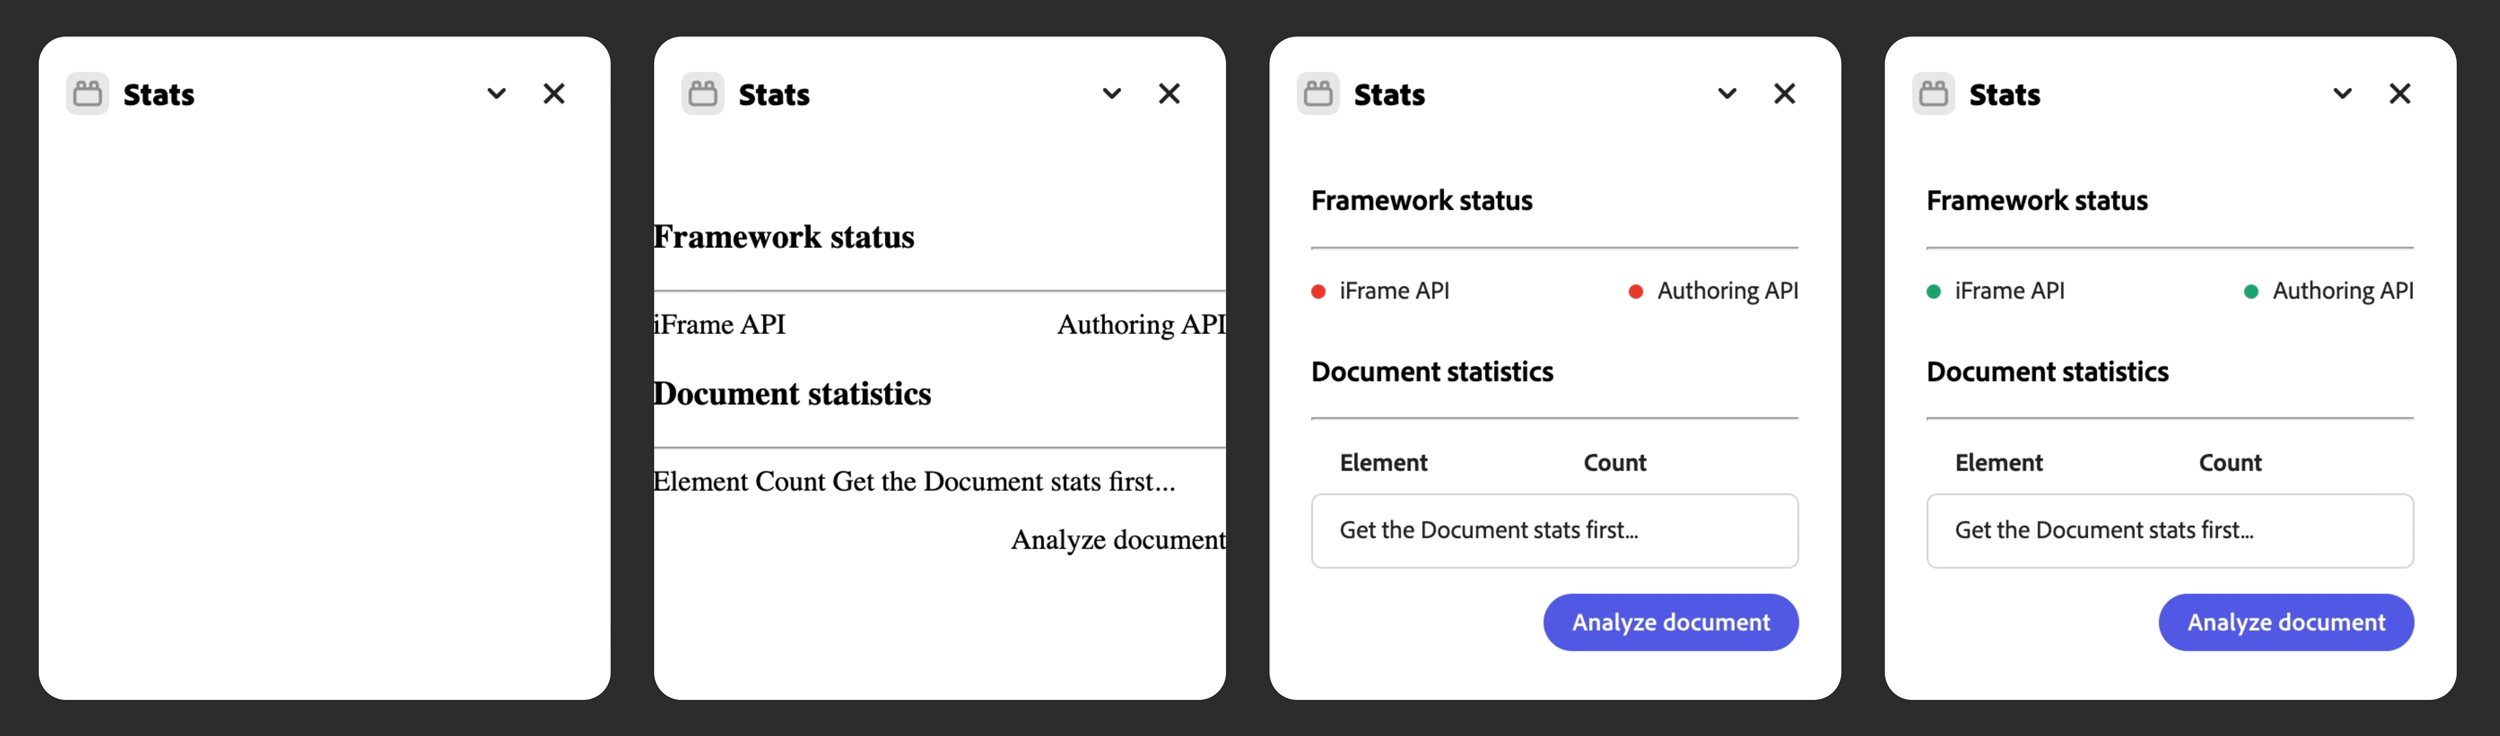 Stats
Stats
Framework status
iFrame API
Authoring API
Document statistics
Element Count Get the Document stats first...
Analyze document
Stats
Framework status
iFrame API
Authoring API
Document statistics
Element
Count
Get the Document stats first...
Analyze document
Stats
Framework status
iFrame API
Authoring API
Document statistics
Element
Count
Get the Document stats first...
Analyze document